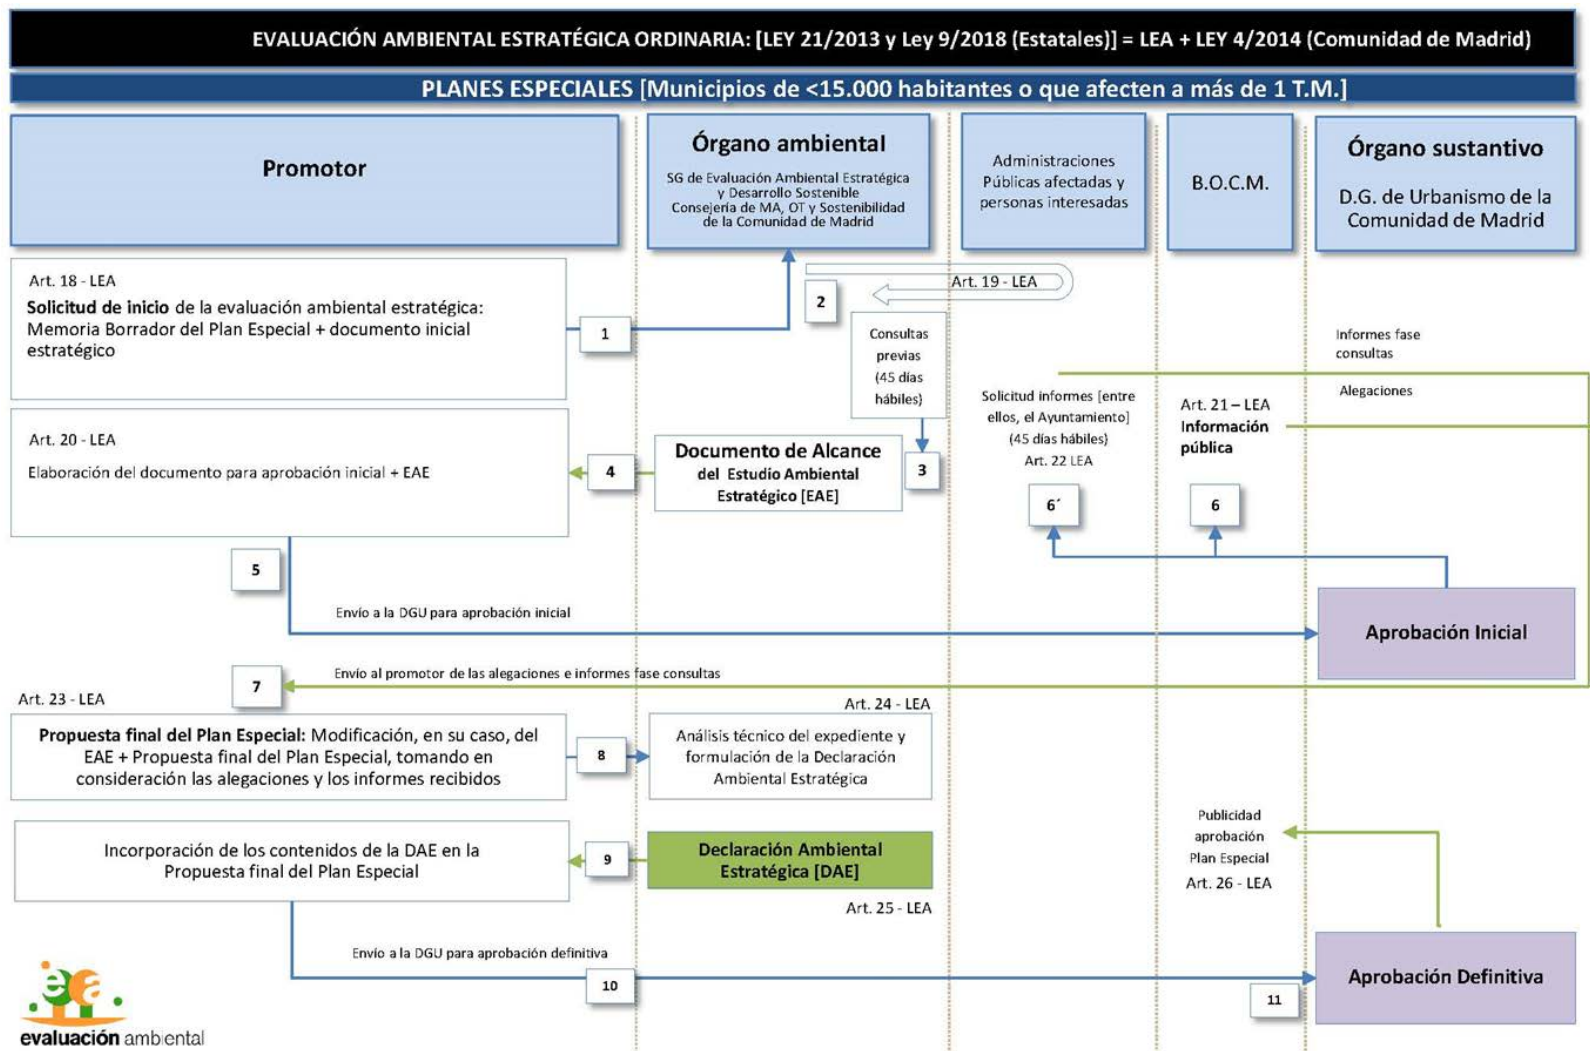 EVALUACIÓN AMBIENTAL ESTRATÉGICA ORDINARIA: [LEY 21/2013 y Ley 9/2018 (Estatales)] = LEA + LEY 4/2014 (Comunidad de Madrid)
PLANES ESPECIALES [Municipios de <15.000 habitantes o que afecten a más de 1 T.M.]
Promotor
Órgano ambiental
SG de Evaluación Ambiental Estratégica
y Desarrollo Sostenible
Consejería de MA, OT y Sostenibilidad
de la Comunidad de Madrid
Administraciones
Públicas afectadas y
personas interesadas
B.O.C.M.
Órgano sustantivo
D.G. de Urbanismo de la
Comunidad de Madrid
Art. 18 - LEA
Solicitud de inicio de la evaluación ambiental estratégica:
Memoria Borrador del Plan Especial + documento inicial
estratégico
1
2
Art. 19 - LEA
Consultas
previas
(45 días
hábiles)
Informes fase
consultas
Alegaciones
Solicitud informes [entre
ellos, el Ayuntamiento]
(45 días hábiles)
Art. 22 LEA
Art. 21 – LEA
Información
pública
Art. 20 - LEA
Elaboración del documento para aprobación inicial + EAE
4
Documento de Alcance
del Estudio Ambiental
Estratégico [EAE]
3
6´
6
5
Envío a la DGU para aprobación inicial
Aprobación Inicial
7
Envío al promotor de las alegaciones e informes fase consultas
Art. 23 - LEA
Art. 24 - LEA
Propuesta final del Plan Especial: Modificación, en su caso, del
EAE + Propuesta final del Plan Especial, tomando en
consideración las alegaciones y los informes recibidos
8
Análisis técnico del expediente y
formulación de la Declaración
Ambiental Estratégica
Incorporación de los contenidos de la DAE en la
Propuesta final del Plan Especial
9
Declaración Ambiental
Estratégica [DAE]
Art. 25 - LEA
Publicidad
aprobación
Plan Especial
Art. 26 - LEA
Envío a la DGU para aprobación definitiva
10
11
Aprobación Definitiva
eea
evaluación ambiental